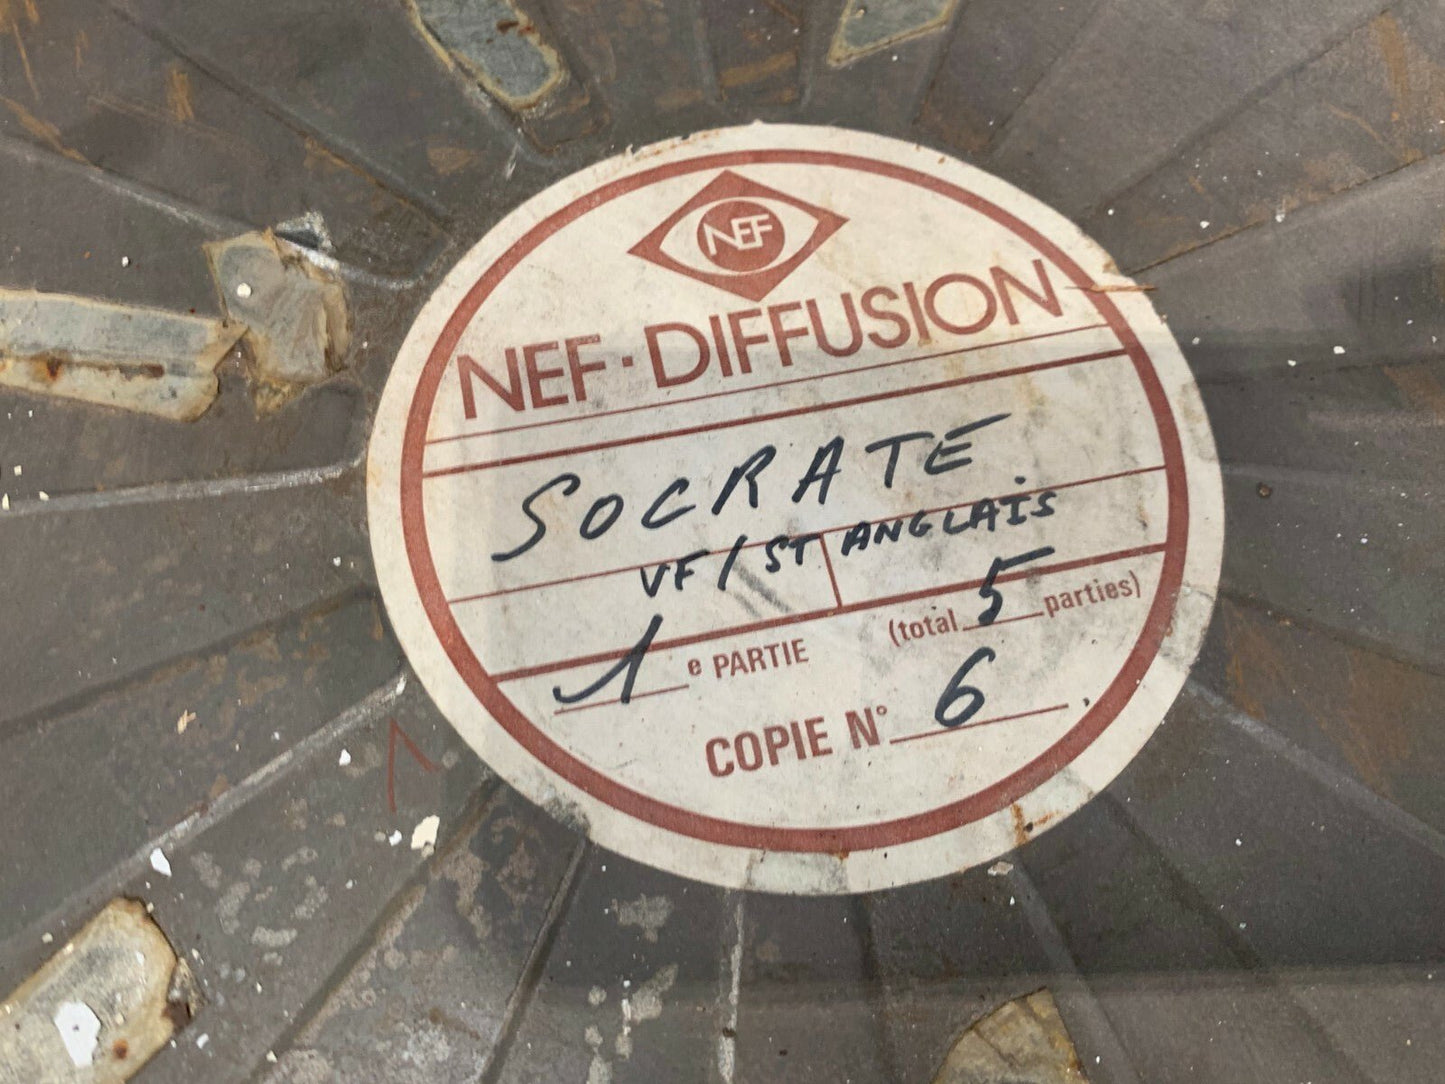 NEF
NEF·DIFFUSION
SOCRATE
VF/ST ANGLAIS
1 e PARTIE (total 5 parties)
COPIE N° 6